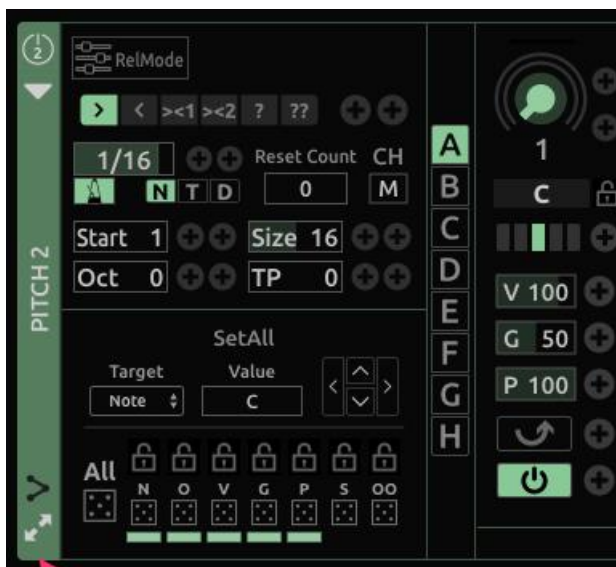 2
RelMode
> < ><1 ><2 ? ??
1/16
Reset Count
CH
N T D
0
M
Start 1
Size 16
Oct 0
TP 0
PITCH 2
SetAll
Target
Value
Note
C
< >
All
N O V G P S OO
A
B
C
D
E
F
G
H
1
C
V 100
G 50
P 100